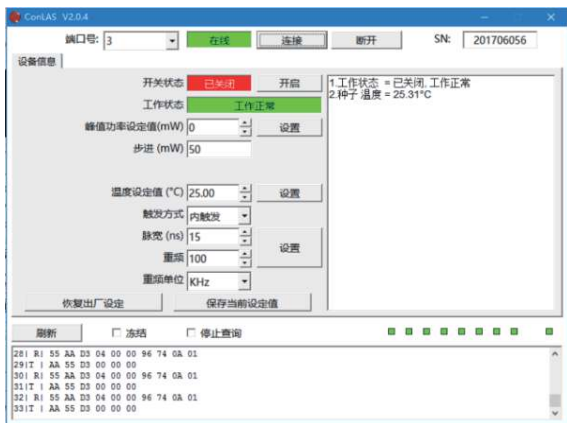 ConLAS V2.0.4
端口号: 3 在线 连接 断开 SN: 201706056
设备信息
开关状态 已关闭 开启
工作状态 工作正常
峰值功率设定值(mW) 0 设置
步进 (mW) 50
温度设定值 (°C) 25.00 设置
触发方式 内触发
脉宽 (ns) 15
设置
重频 100
重频单位 KHz
恢复出厂设定 保存当前设定值
1.工作状态 = 已关闭, 工作正常
2.种子 温度 = 25.31°C
刷新 冻结 停止查询
28| R| 55 AA D3 04 00 00 96 74 0A 01
29|T | AA 55 D3 00 00 00
30| R| 55 AA D3 04 00 00 96 74 0A 01
31|T | AA 55 D3 00 00 00
32| R| 55 AA D3 04 00 00 96 74 0A 01
33|T | AA 55 D3 00 00 00